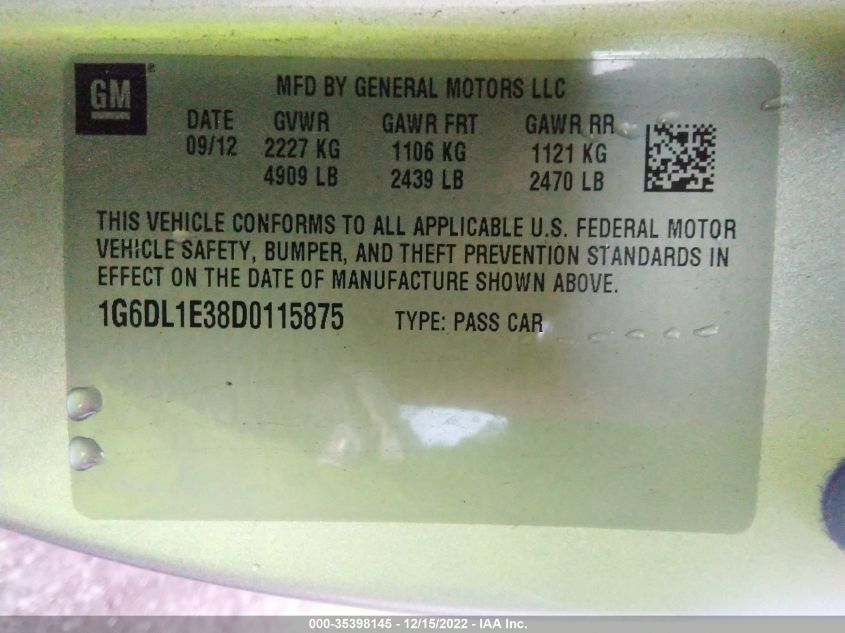 GM®
MFD BY GENERAL MOTORS LLC
DATE GVWR GAWR FRT GAWR RR
09/12 2227 KG 1106 KG 1121 KG
4909 LB 2439 LB 2470 LB
THIS VEHICLE CONFORMS TO ALL APPLICABLE U.S. FEDERAL MOTOR
VEHICLE SAFETY, BUMPER, AND THEFT PREVENTION STANDARDS IN
EFFECT ON THE DATE OF MANUFACTURE SHOWN ABOVE.
1G6DL1E38D0115875 TYPE: PASS CAR
000-35398145 - 12/15/2022 - IAA Inc.